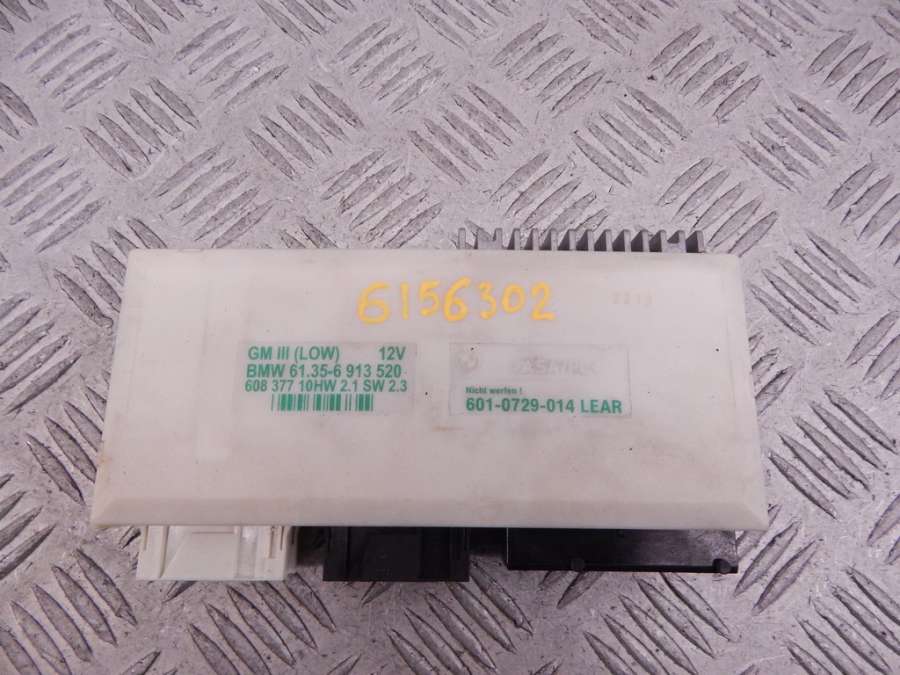 6156302
GM III (LOW) 12V
BMW 61.35-6 913 520
608 377 10HW 2.1 SW 2.3
Nicht werfen !
601-0729-014 LEAR